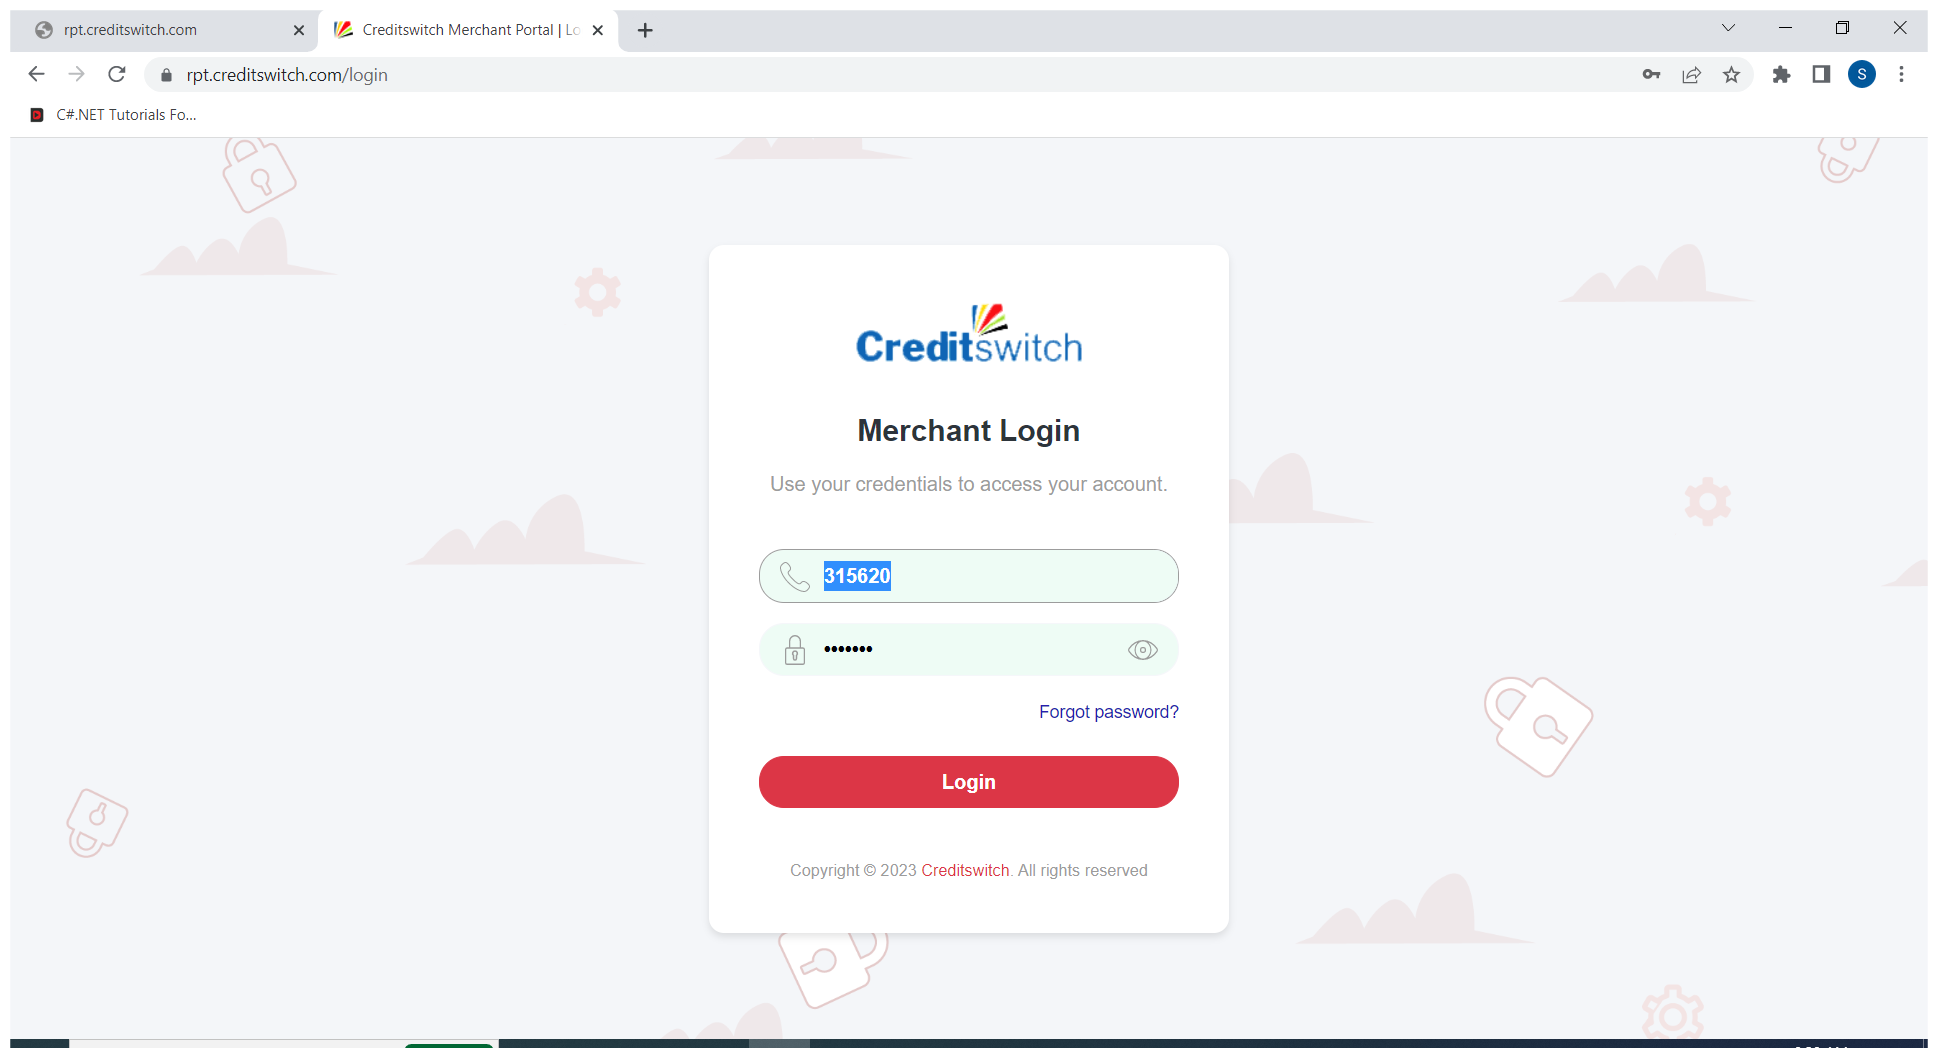 rpt.creditswitch.com
Creditswitch Merchant Portal | Lo
rpt.creditswitch.com/login
S
C#.NET Tutorials Fo...
Creditswitch
Merchant Login
Use your credentials to access your account.
315620
•••••••
Forgot password?
Login
Copyright © 2023 Creditswitch. All rights reserved